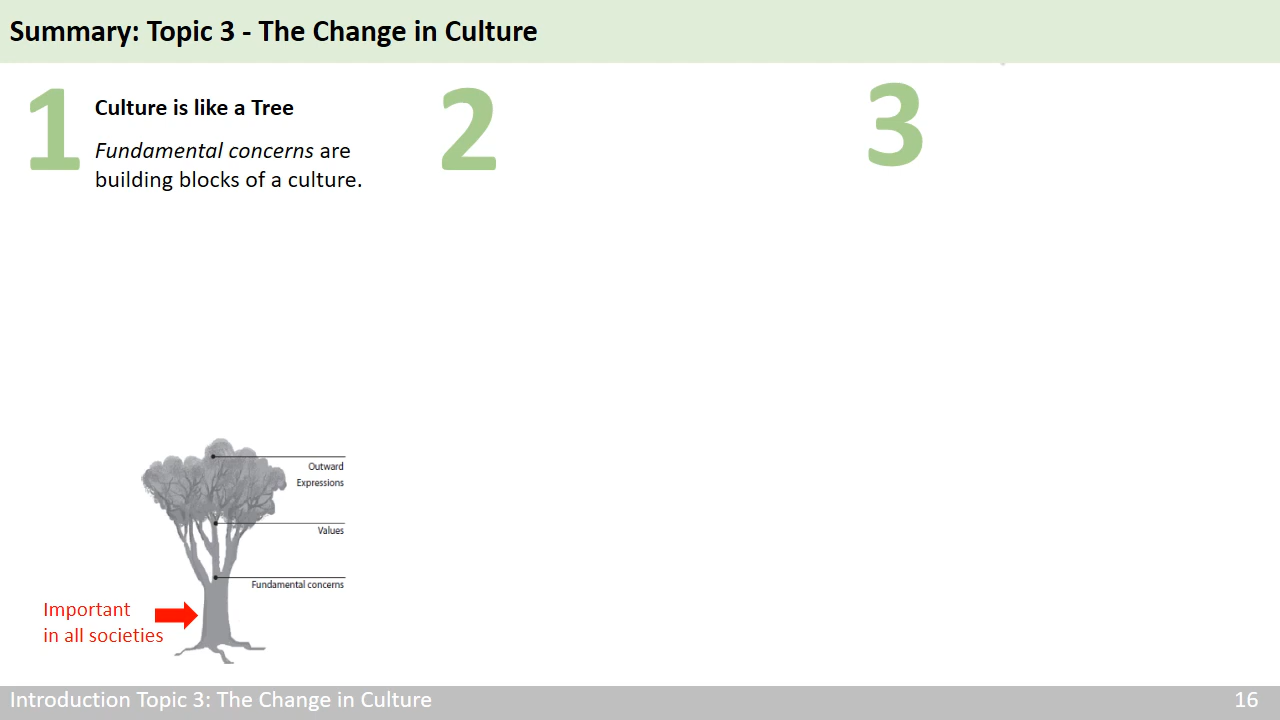 Summary: Topic 3 - The Change in Culture
1
Culture is like a Tree
Fundamental concerns are
building blocks of a culture.
2
3
Outward
Expressions
Values
Fundamental concerns
Important
in all societies
Introduction Topic 3: The Change in Culture
16